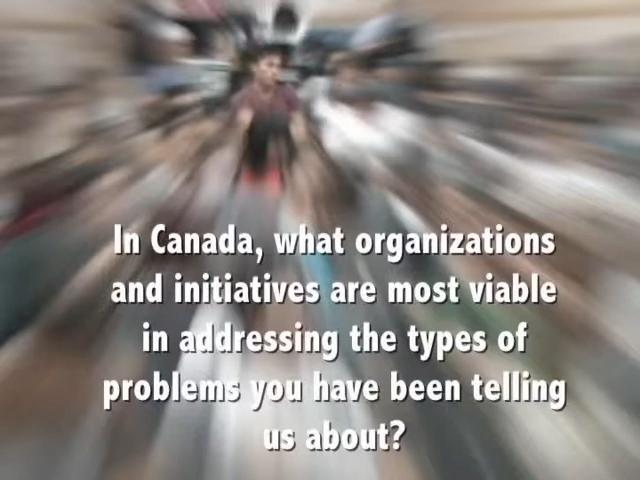 In Canada, what organizations
and initiatives are most viable
in addressing the types of
problems you have been telling
us about?